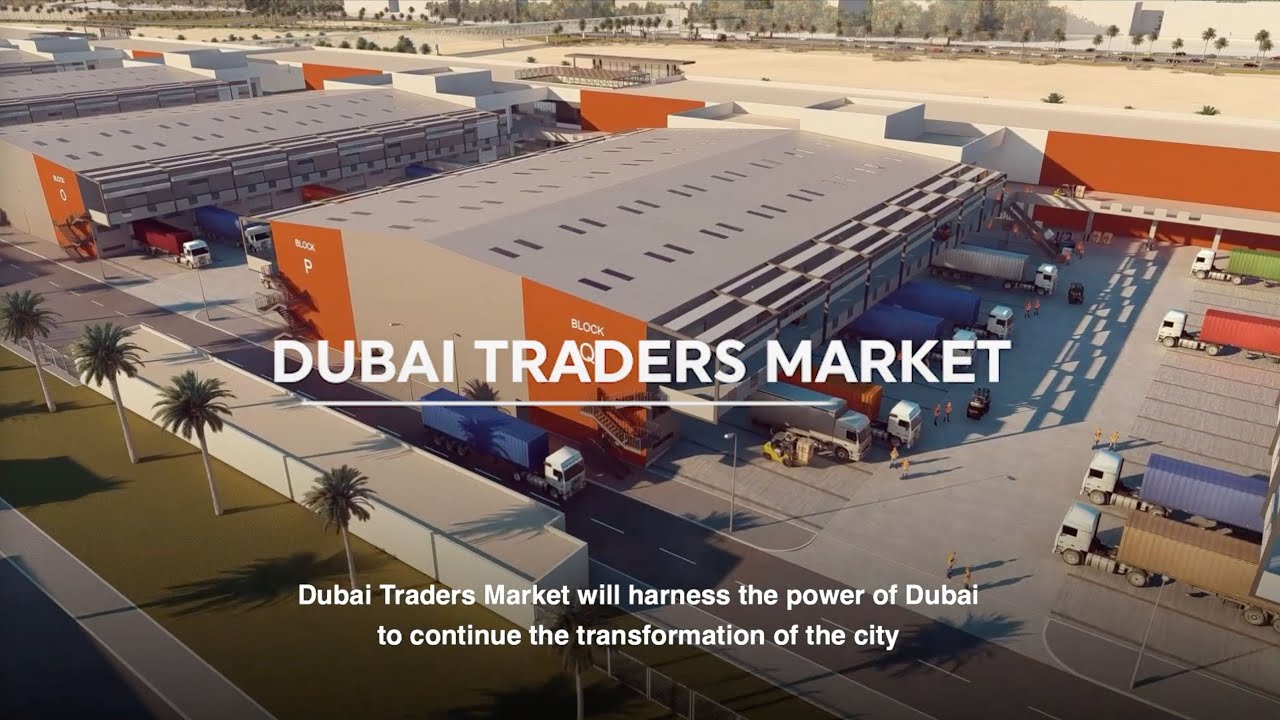 BLOCK
O
BLOCK
P
BLOCK
Q
DUBAI TRADERS MARKET
Dubai Traders Market will harness the power of Dubai
to continue the transformation of the city